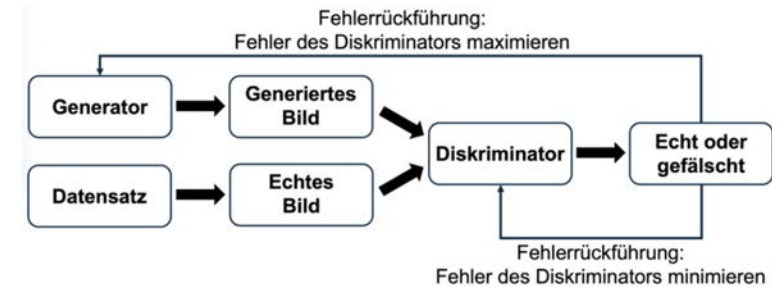 Fehlerrückführung:
Fehler des Diskriminators maximieren
Generator
Generiertes
Bild
Diskriminator
Echt oder
gefälscht
Datensatz
Echtes
Bild
Fehlerrückführung:
Fehler des Diskriminators minimieren